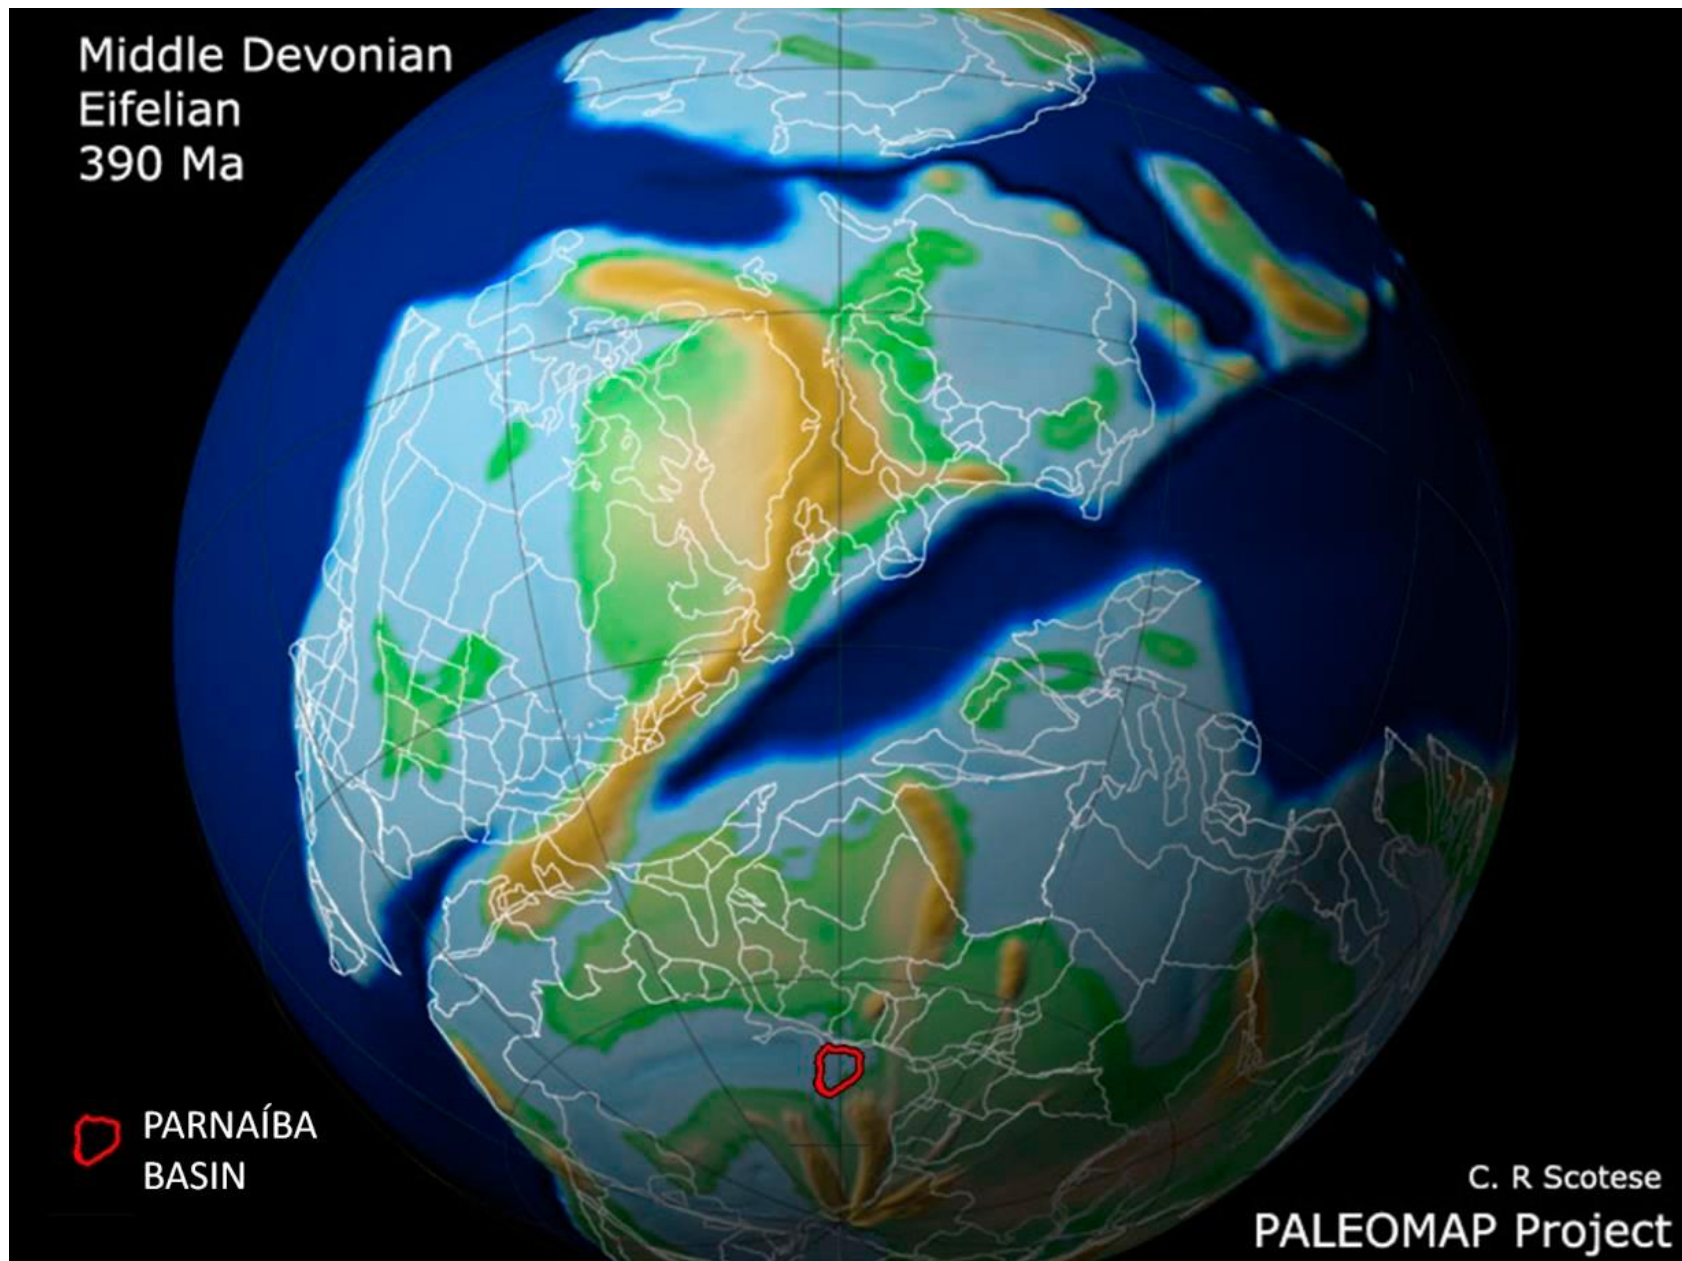 Middle Devonian
Eifelian
390 Ma
PARNAÍBA
BASIN
C. R Scotese
PALEOMAP Project